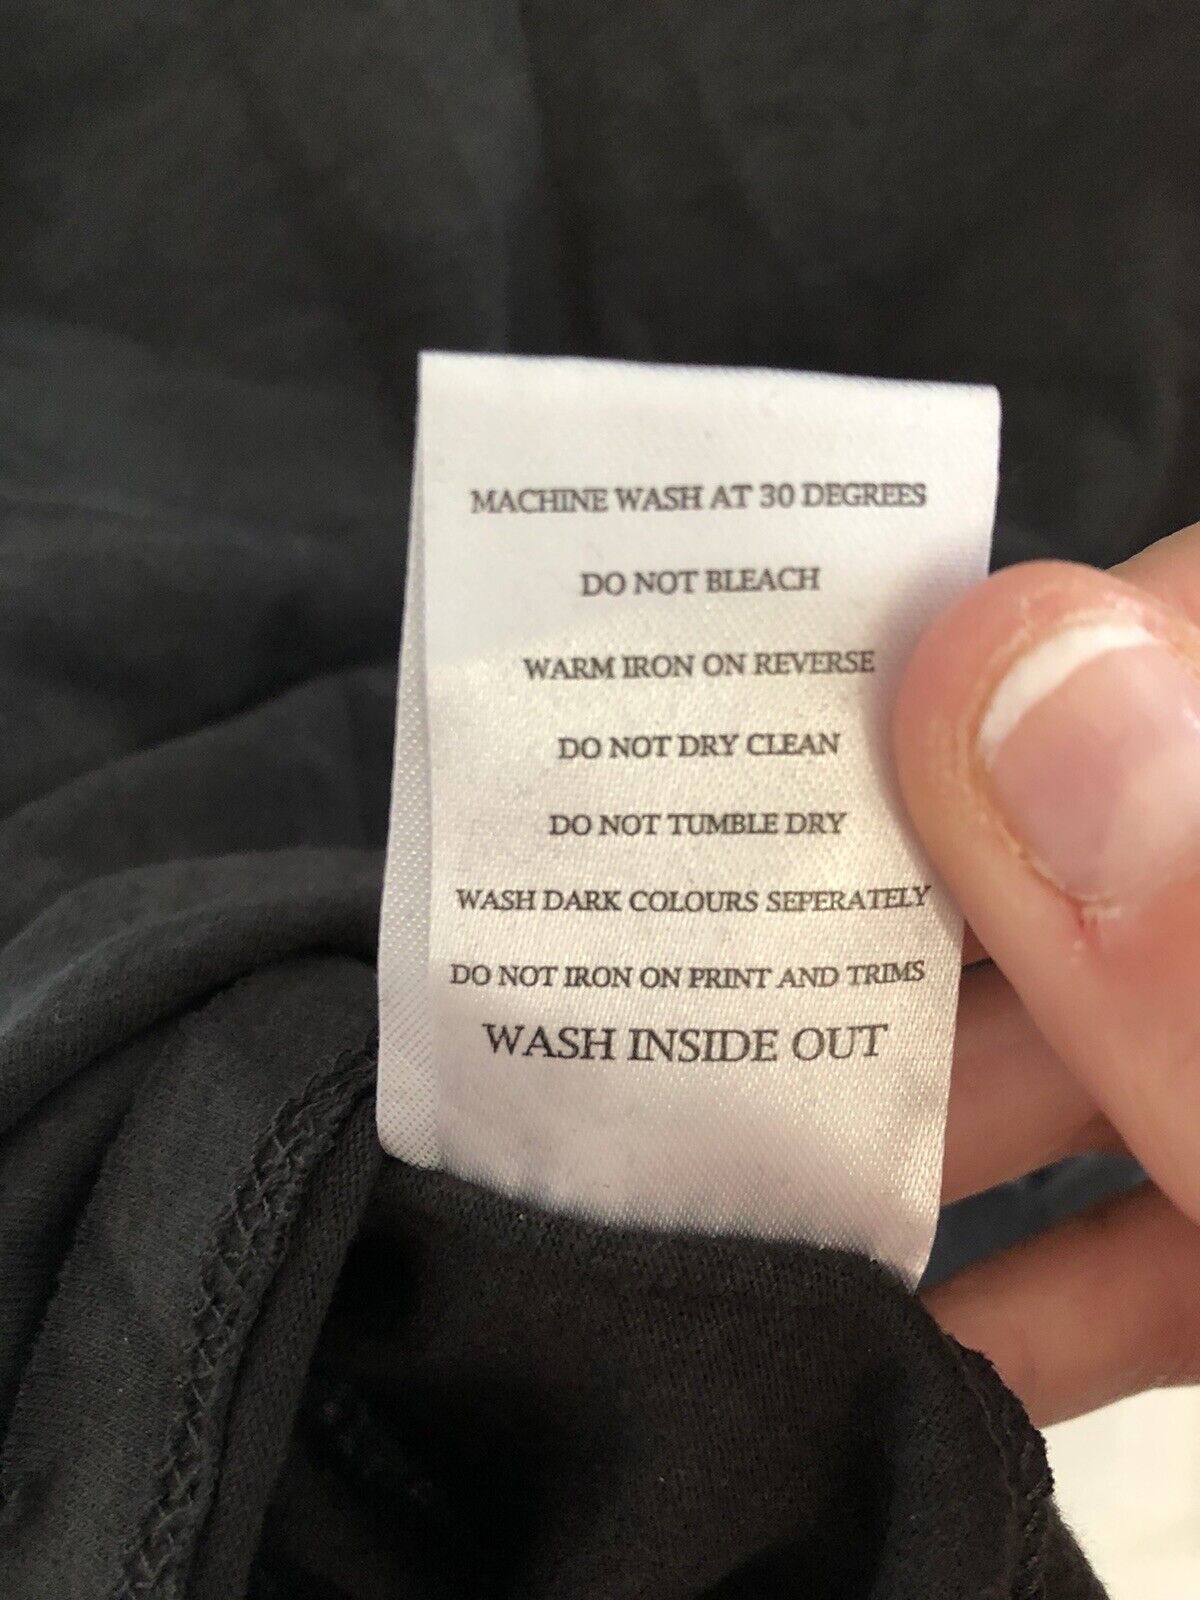 MACHINE WASH AT 30 DEGREES
DO NOT BLEACH
WARM IRON ON REVERSE
DO NOT DRY CLEAN
DO NOT TUMBLE DRY
WASH DARK COLOURS SEPERATELY
DO NOT IRON ON PRINT AND TRIMS
WASH INSIDE OUT